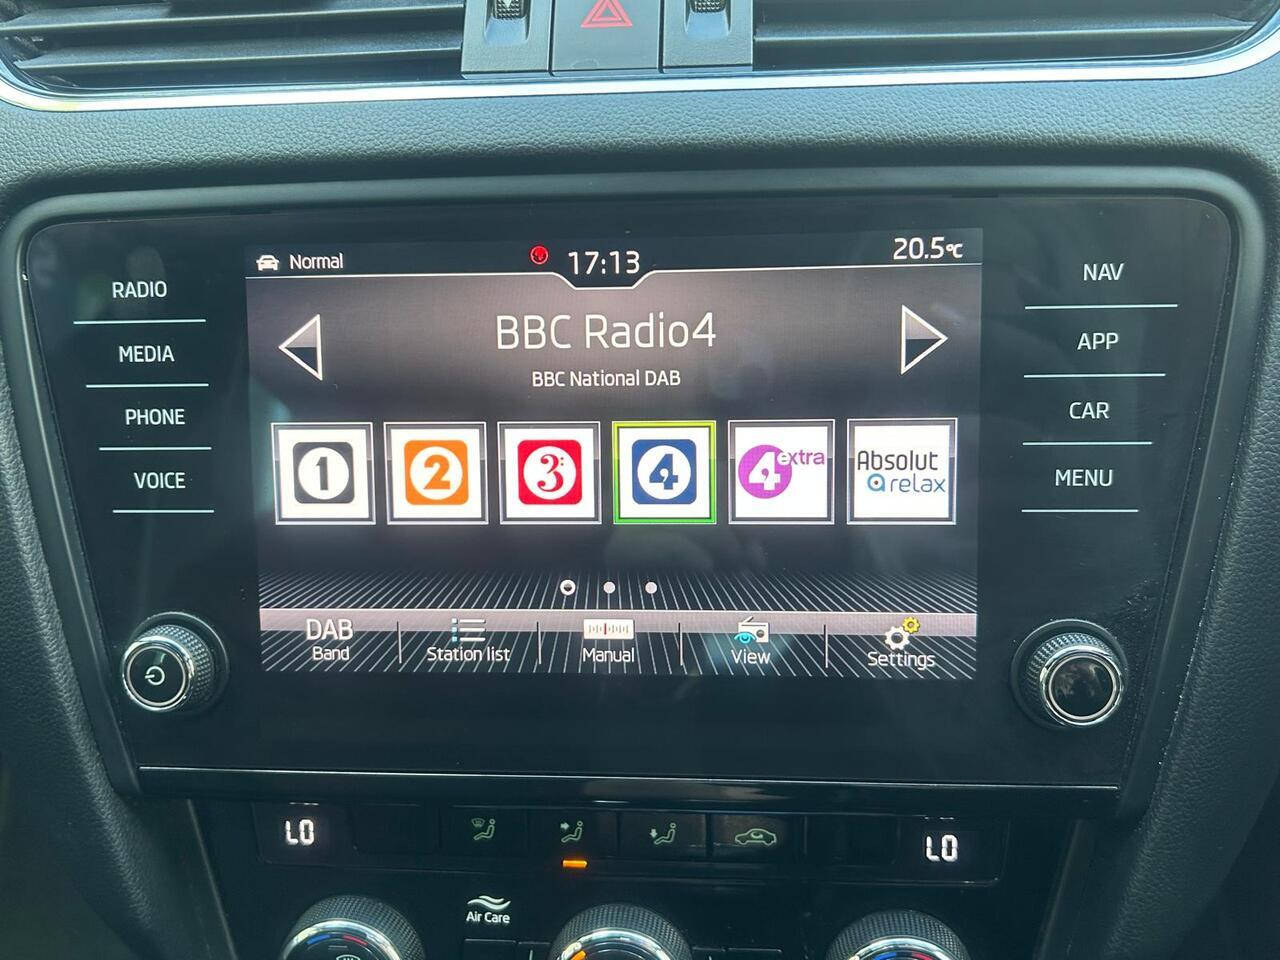 Normal
17:13
20.5°C
RADIO
MEDIA
PHONE
VOICE
NAV
APP
CAR
MENU
BBC Radio4
BBC National DAB
1
2
3
4
4 extra
Absolut
relax
DAB
Band
Station list
Manual
View
Settings
LO
LO
Air Care